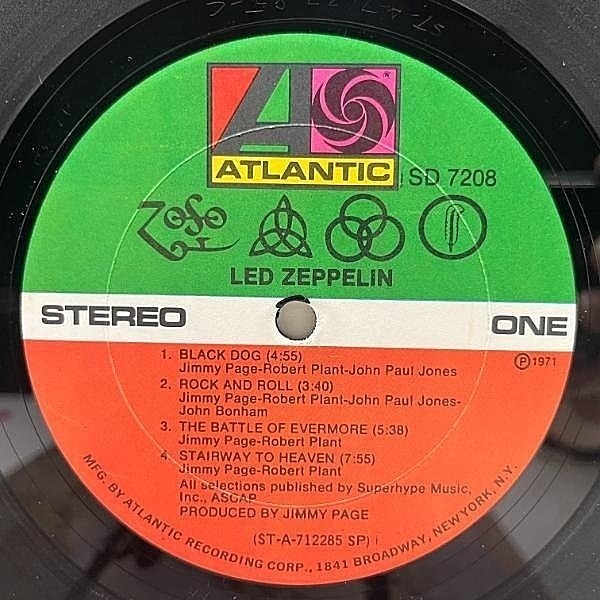 ATLANTIC
®
SD 7208
LED ZEPPELIN
STEREO
ONE
1. BLACK DOG (4:55)
Jimmy Page-Robert Plant-John Paul Jones
℗ 1971
2. ROCK AND ROLL (3:40)
Jimmy Page-Robert Plant-John Paul Jones-
John Bonham
3. THE BATTLE OF EVERMORE (5:38)
Jimmy Page-Robert Plant
4. STAIRWAY TO HEAVEN (7:55)
Jimmy Page-Robert Plant
All selections published by Superhype Music,
Inc., ASCAP
PRODUCED BY JIMMY PAGE
(ST-A-712285 SP)
MFG. BY ATLANTIC RECORDING CORP., 1841 BROADWAY, NEW YORK, N.Y.